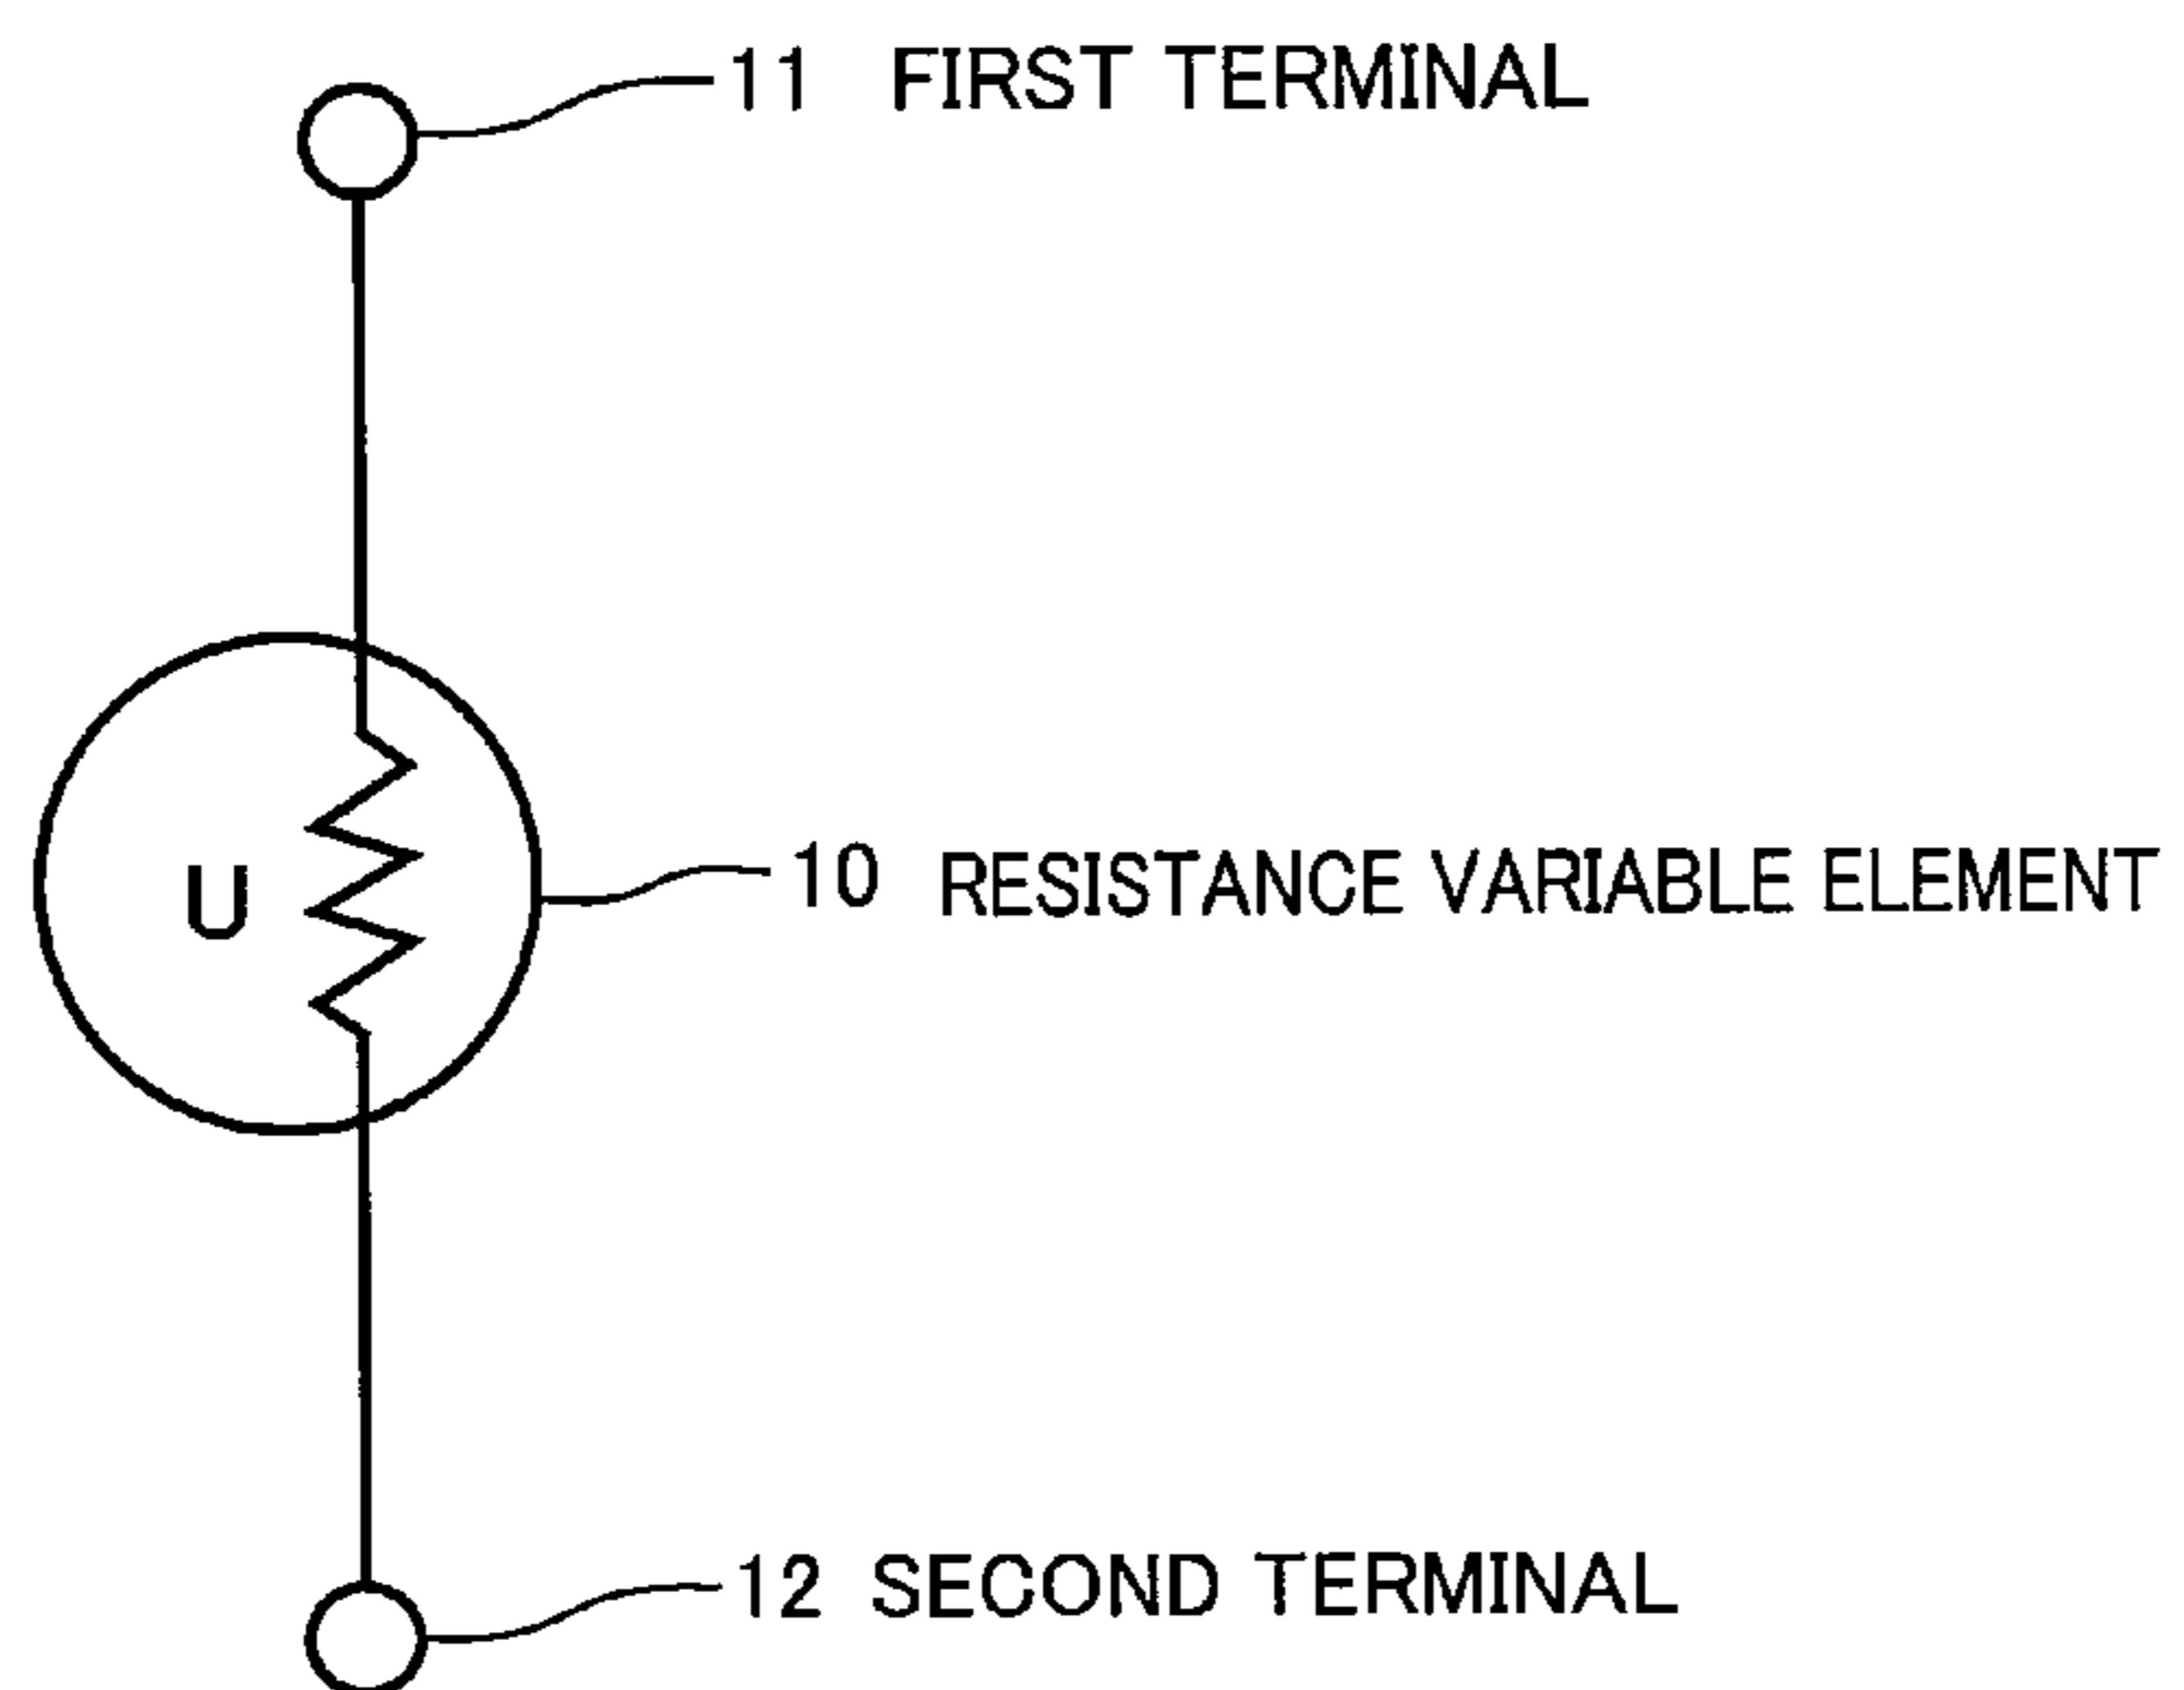 11 FIRST TERMINAL
U
10 RESISTANCE VARIABLE ELEMENT
12 SECOND TERMINAL